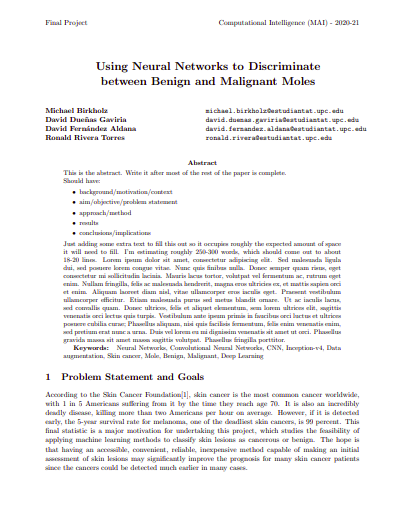 Final Project
Computational Intelligence (MAI) - 2020-21
Using Neural Networks to Discriminate
between Benign and Malignant Moles
Michael Birkholz michael.birkholz@estudiantat.upc.edu
David Dueñas Gaviria david.duenas.gaviria@estudiantat.upc.edu
David Fernández Aldana david.fernandez.aldana@estudiantat.upc.edu
Ronald Rivera Torres ronald.rivera@estudiantat.upc.edu
Abstract
This is the abstract. Write it after most of the rest of the paper is complete.
Should have:
• background/motivation/context
• aim/objective/problem statement
• approach/method
• results
• conclusions/implications
Just adding some extra text to fill this out so it occupies roughly the expected amount of space
it will need to fill. I'm estimating roughly 250-300 words, which should come out to about
18-20 lines. Lorem ipsum dolor sit amet, consectetur adipiscing elit. Sed malesuada ligula
dui, sed posuere lorem congue vitae. Nunc quis finibus nulla. Donec semper quam risus, eget
consectetur mi sollicitudin lacinia. Mauris lacus tortor, volutpat vel fermentum ac, rutrum eget
enim. Nullam fringilla, felis ac malesuada hendrerit, magna eros ultricies ex, et mattis sapien orci
et enim. Aliquam laoreet diam nisl, vitae ullamcorper eros iaculis eget. Praesent vestibulum
ullamcorper efficitur. Etiam malesuada purus sed metus blandit ornare. Ut ac iaculis lacus,
sed convallis quam. Donec ultrices, felis et aliquet elementum, sem lorem ultrices elit, sagittis
venenatis orci lectus quis turpis. Vestibulum ante ipsum primis in faucibus orci luctus et ultrices
posuere cubilia curae; Phasellus aliquam, nisi quis facilisis fermentum, felis enim venenatis enim,
sed pretium erat nunc a urna. Duis vel lorem eu mi dignissim venenatis sit amet ut orci. Phasellus
gravida massa sit amet massa sagittis volutpat. Phasellus fringilla porttitor.
Keywords: Neural Networks, Convolutional Neural Networks, CNN, Inception-v4, Data
augmentation, Skin cancer, Mole, Benign, Malignant, Deep Learning
1 Problem Statement and Goals
According to the Skin Cancer Foundation[1], skin cancer is the most common cancer worldwide,
with 1 in 5 Americans suffering from it by the time they reach age 70. It is also an incredibly
deadly disease, killing more than two Americans per hour on average. However, if it is detected
early, the 5-year survival rate for melanoma, one of the deadliest skin cancers, is 99 percent. This
final statistic is a major motivation for undertaking this project, which studies the feasibility of
applying machine learning methods to classify skin lesions as cancerous or benign. The hope is
that having an accessible, convenient, reliable, inexpensive method capable of making an initial
assessment of skin lesions may significantly improve the prognosis for many skin cancer patients
since the cancers could be detected much earlier in many cases.